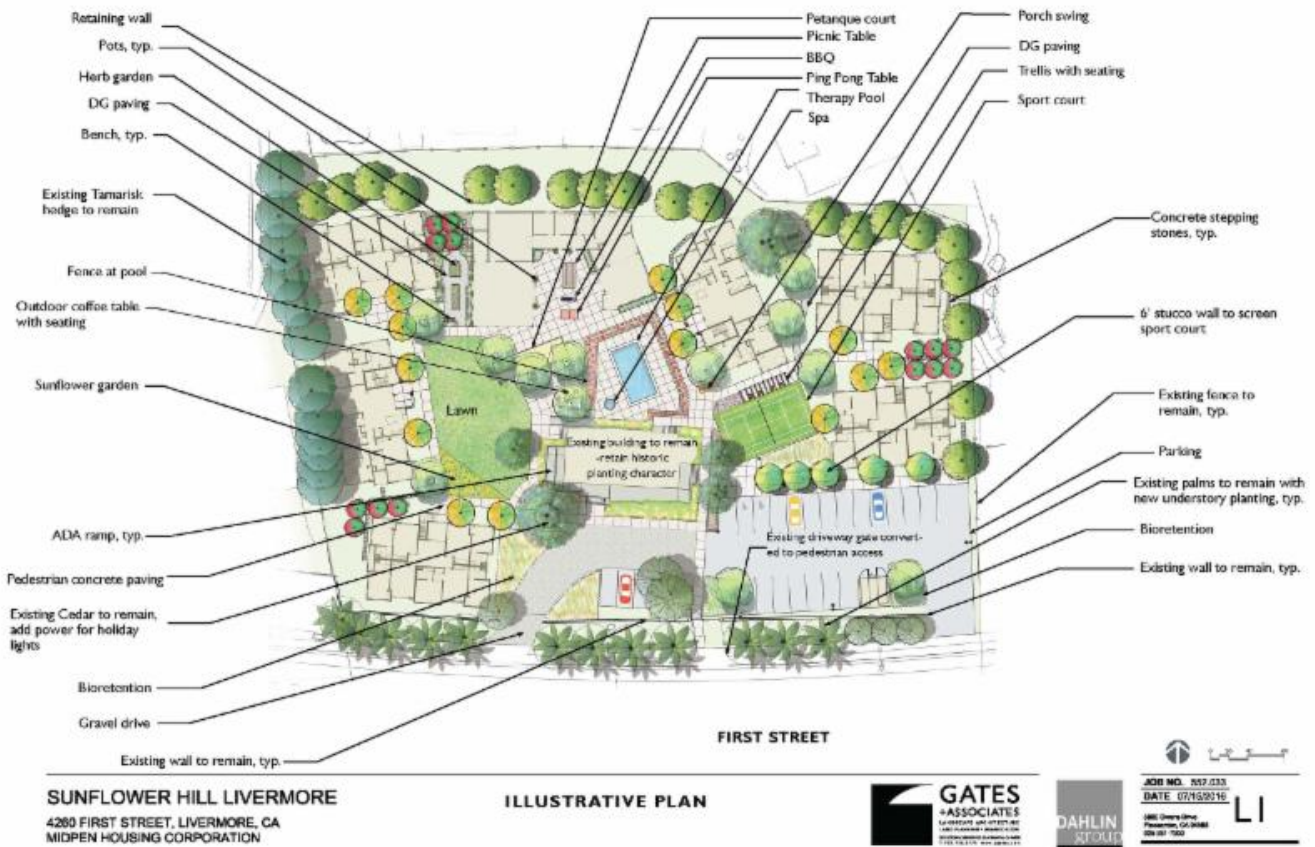 Retaining wall
Pots, typ.
Herb garden
DG paving
Bench, typ.
Existing Tamarisk
hedge to remain
Fence at pool
Outdoor coffee table
with seating
Sunflower garden
ADA ramp, typ.
Pedestrian concrete paving
Existing Cedar to remain,
add power for holiday
lights
Bioretention
Gravel drive
Existing wall to remain, typ.
Petanque court
Picnic Table
BBQ
Ping Pong Table
Therapy Pool
Spa
Porch swing
DG paving
Trellis with seating
Sport court
Concrete stepping
stones, typ.
6' stucco wall to screen
sport court
Existing fence to
remain, typ.
Parking
Existing palms to remain with
new understory planting, typ.
Bioretention
Existing wall to remain, typ.
Lawn
Existing building to remain
-retain historic
planting character
Existing driveway gate convert-
ed to pedestrian access
FIRST STREET
SUNFLOWER HILL LIVERMORE
4260 FIRST STREET, LIVERMORE, CA
MIDPEN HOUSING CORPORATION
ILLUSTRATIVE PLAN
GATES
+ASSOCIATES
DAHLIN
group
JOB NO. 552.033
DATE 07/15/2016
L1